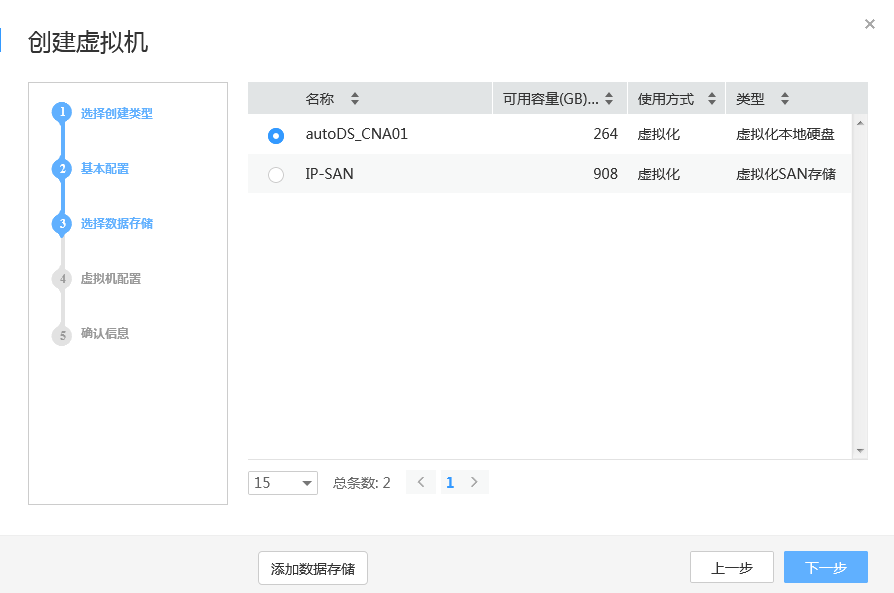 创建虚拟机
×
1 选择创建类型
2 基本配置
3 选择数据存储
4 虚拟机配置
5 确认信息
名称 可用容量(GB)... 使用方式 类型
autoDS_CNA01 264 虚拟化 虚拟化本地硬盘
IP-SAN 908 虚拟化 虚拟化SAN存储
15 总条数: 2 < 1 >
添加数据存储 上一步 下一步